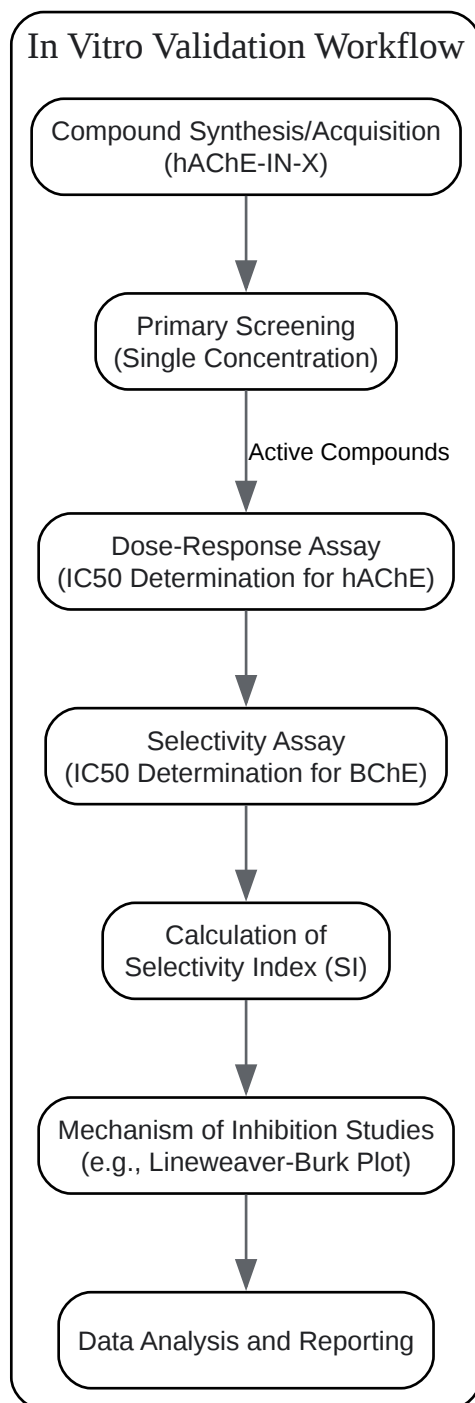 In Vitro Validation Workflow
Compound Synthesis/Acquisition
(hAChE-IN-X)
Primary Screening
(Single Concentration)
Active Compounds
Dose-Response Assay
(IC50 Determination for hAChE)
Selectivity Assay
(IC50 Determination for BChE)
Calculation of
Selectivity Index (SI)
Mechanism of Inhibition Studies
(e.g., Lineweaver-Burk Plot)
Data Analysis and Reporting